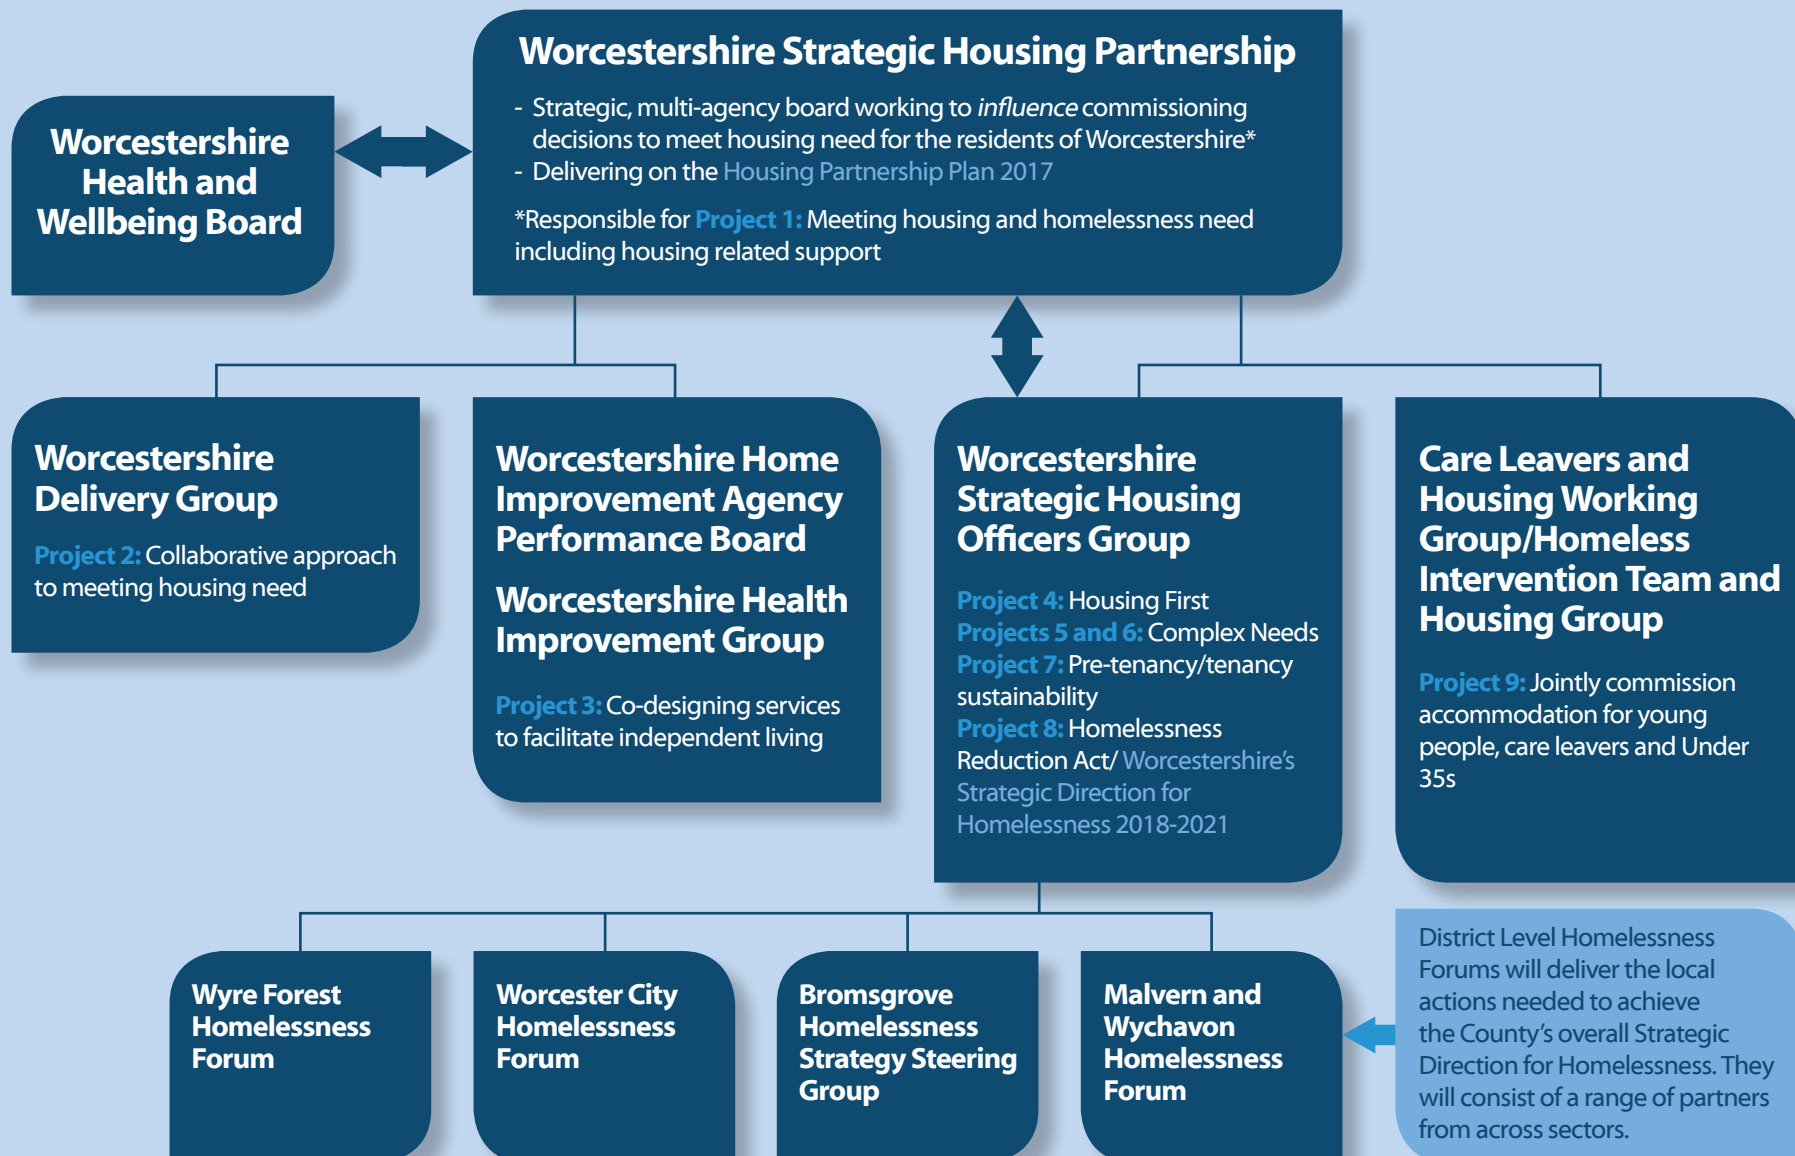 Worcestershire Strategic Housing Partnership
- Strategic, multi-agency board working to influence commissioning
decisions to meet housing need for the residents of Worcestershire*
- Delivering on the Housing Partnership Plan 2017
*Responsible for Project 1: Meeting housing and homelessness need
including housing related support
Worcestershire
Health and
Wellbeing Board
Worcestershire
Delivery Group
Project 2: Collaborative approach
to meeting housing need
Worcestershire Home
Improvement Agency
Performance Board
Worcestershire Health
Improvement Group
Project 3: Co-designing services
to facilitate independent living
Worcestershire
Strategic Housing
Officers Group
Project 4: Housing First
Projects 5 and 6: Complex Needs
Project 7: Pre-tenancy/tenancy
sustainability
Project 8: Homelessness
Reduction Act/ Worcestershire’s
Strategic Direction for
Homelessness 2018-2021
Care Leavers and
Housing Working
Group/Homeless
Intervention Team and
Housing Group
Project 9: Jointly commission
accommodation for young
people, care leavers and Under
35s
Wyre Forest
Homelessness
Forum
Worcester City
Homelessness
Forum
Bromsgrove
Homelessness
Strategy Steering
Group
Malvern and
Wychavon
Homelessness
Forum
District Level Homelessness
Forums will deliver the local
actions needed to achieve
the County’s overall Strategic
Direction for Homelessness. They
will consist of a range of partners
from across sectors.